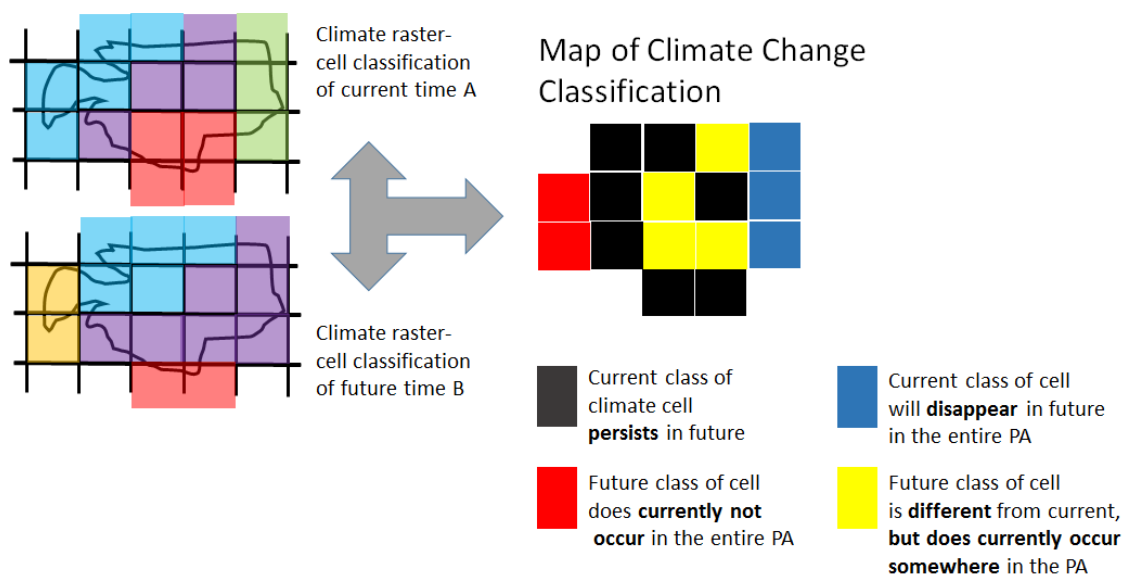 Climate raster-
cell classification
of current time A
Climate raster-
cell classification
of future time B
Map of Climate Change
Classification
Current class of
climate cell
persists in future
Current class of cell
will disappear in future
in the entire PA
Future class of cell
does currently not
occur in the entire PA
Future class of cell
is different from current,
but does currently occur
somewhere in the PA